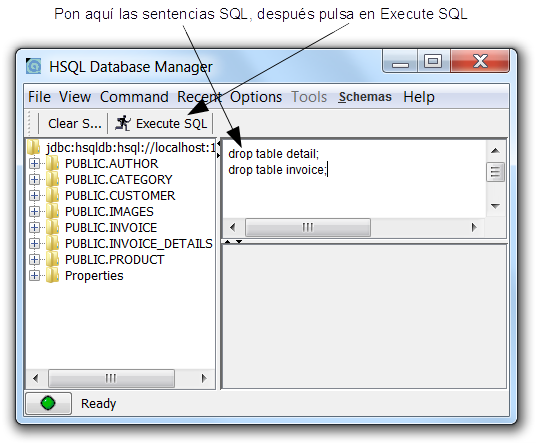 Pon aquí las sentencias SQL, después pulsa en Execute SQL
HSQL Database Manager
File View Command Recent Options Tools Schemas Help
Clear S... Execute SQL
jdbc:hsqldb:hsql://localhost:1
PUBLIC.AUTHOR
PUBLIC.CATEGORY
PUBLIC.CUSTOMER
PUBLIC.IMAGES
PUBLIC.INVOICE
PUBLIC.INVOICE_DETAILS
PUBLIC.PRODUCT
Properties
drop table detail;
drop table invoice;
Ready